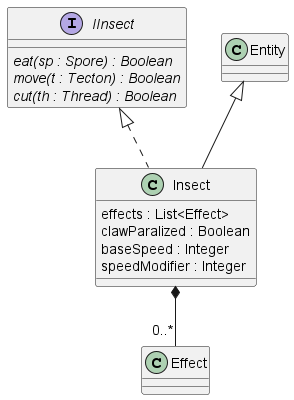 I IInsect
eat(sp : Spore) : Boolean
move(t : Tecton) : Boolean
cut(th : Thread) : Boolean
C Entity
C Insect
effects : List<Effect>
clawParalized : Boolean
baseSpeed : Integer
speedModifier : Integer
0..*
C Effect